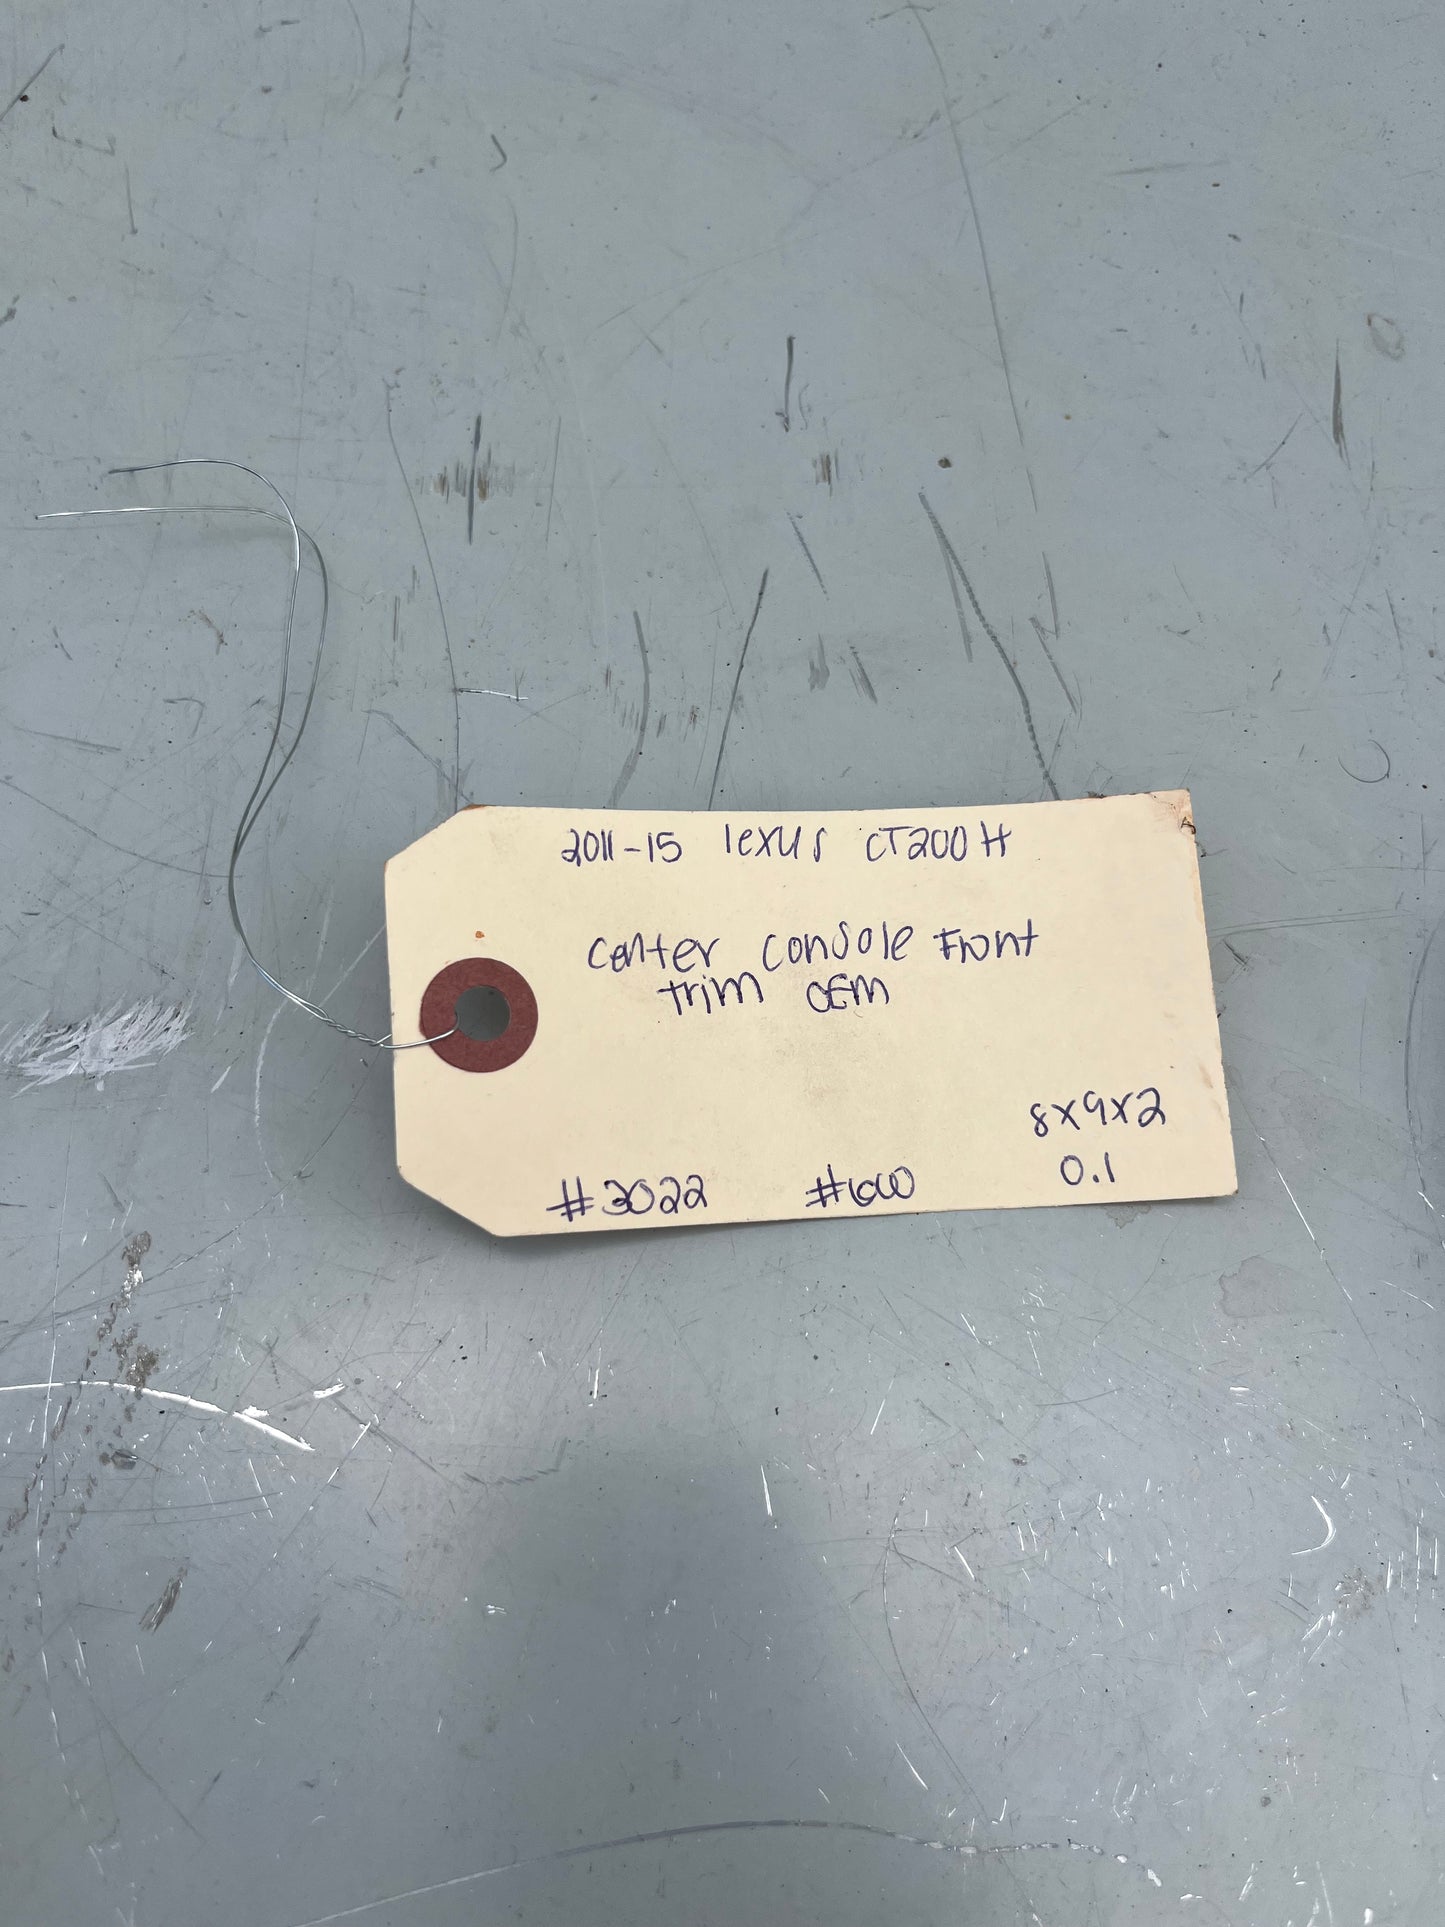 2011-15 lexus CT200H
center console Front
trim OEM
8x9x2
0.1
#3022 #600